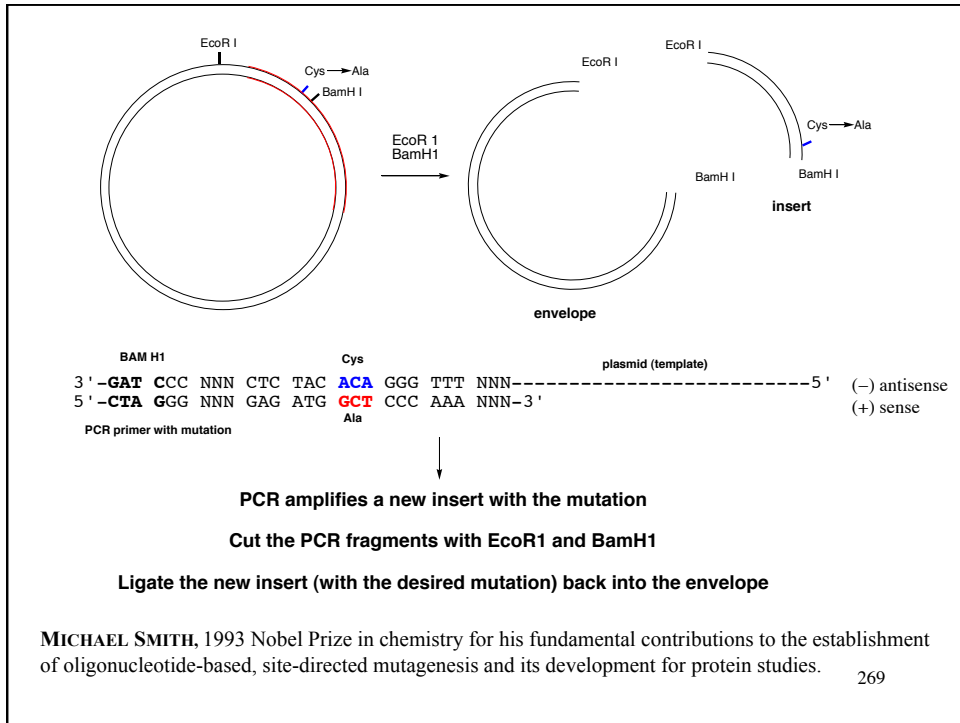 EcoR I
Cys → Ala
BamH I
EcoR 1
BamH1
EcoR I
BamH I
envelope
EcoR I
Cys → Ala
BamH I
insert
BAM H1
Cys
plasmid (template)
3'-GATCCC NNN CTC TAC ACA GGG TTT NNN------------------------------5' (–) antisense
5'-CTAGGG NNN GAG ATG GCT CCC AAA NNN-3' (+) sense
Ala
PCR primer with mutation
PCR amplifies a new insert with the mutation
Cut the PCR fragments with EcoR1 and BamH1
Ligate the new insert (with the desired mutation) back into the envelope
MICHAEL SMITH, 1993 Nobel Prize in chemistry for his fundamental contributions to the establishment
of oligonucleotide-based, site-directed mutagenesis and its development for protein studies.
269